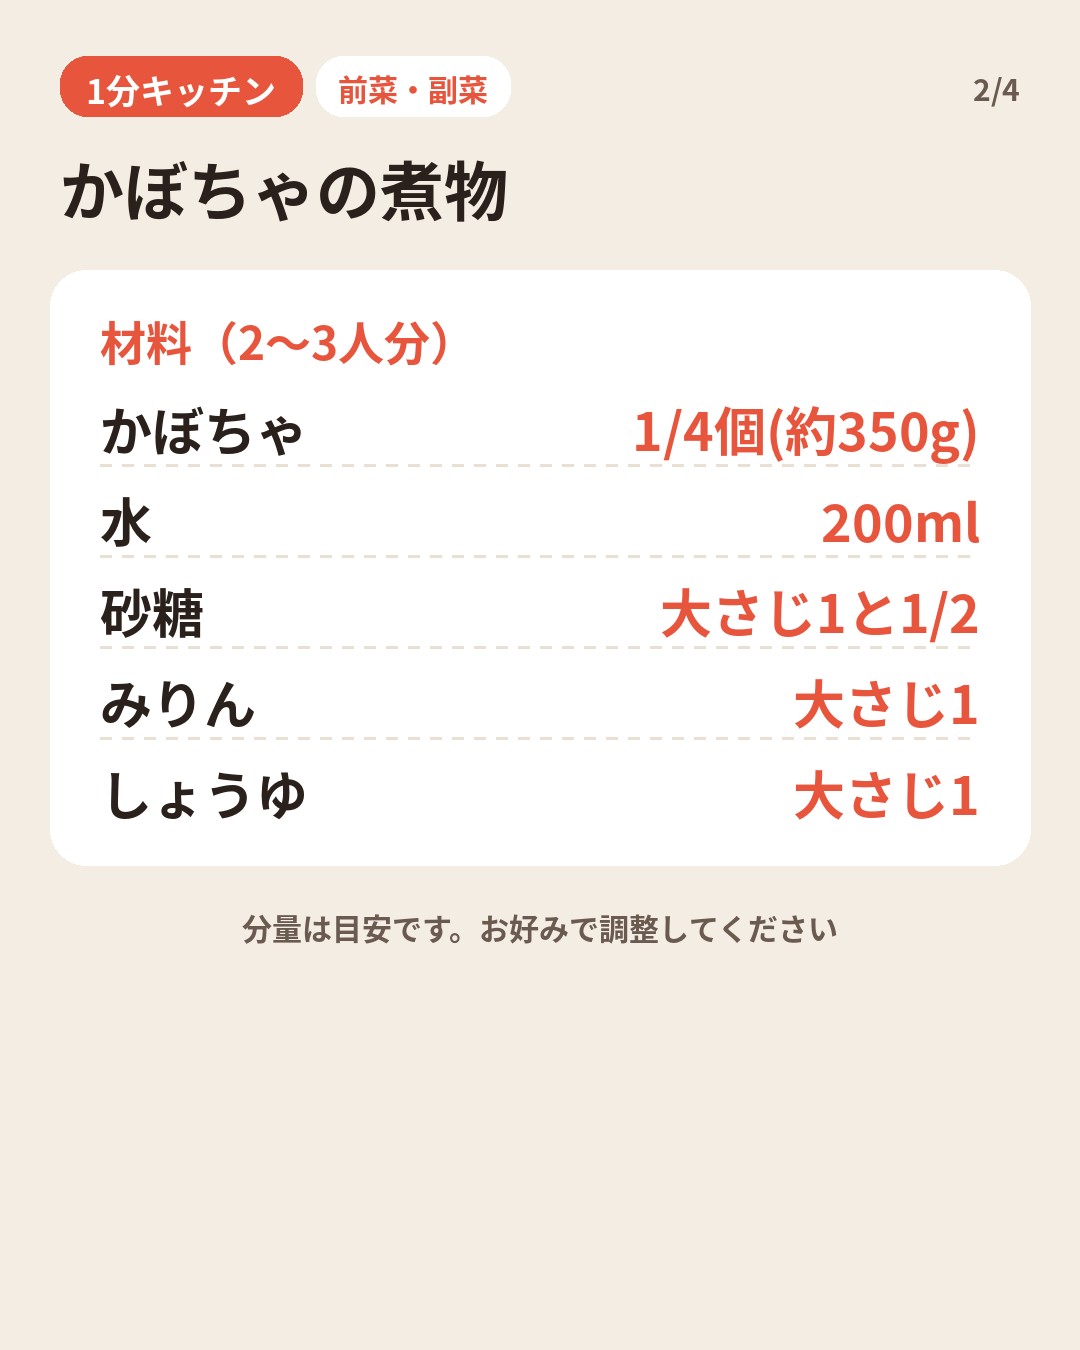 1分キッチン 前菜・副菜 2/4
かぼちゃの煮物
材料（2〜3人分）
かぼちゃ 1/4個(約350g)
水 200ml
砂糖 大さじ1と1/2
みりん 大さじ1
しょうゆ 大さじ1
分量は目安です。お好みで調整してください